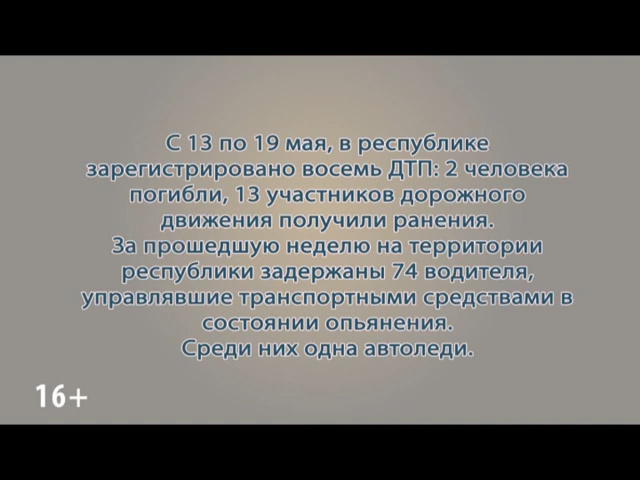 С 13 по 19 мая, в республике
зарегистрировано восемь ДТП: 2 человека
погибли, 13 участников дорожного
движения получили ранения.
За прошедшую неделю на территории
республики задержаны 74 водителя,
управлявшие транспортными средствами в
состоянии опьянения.
Среди них одна автоледи.
16+